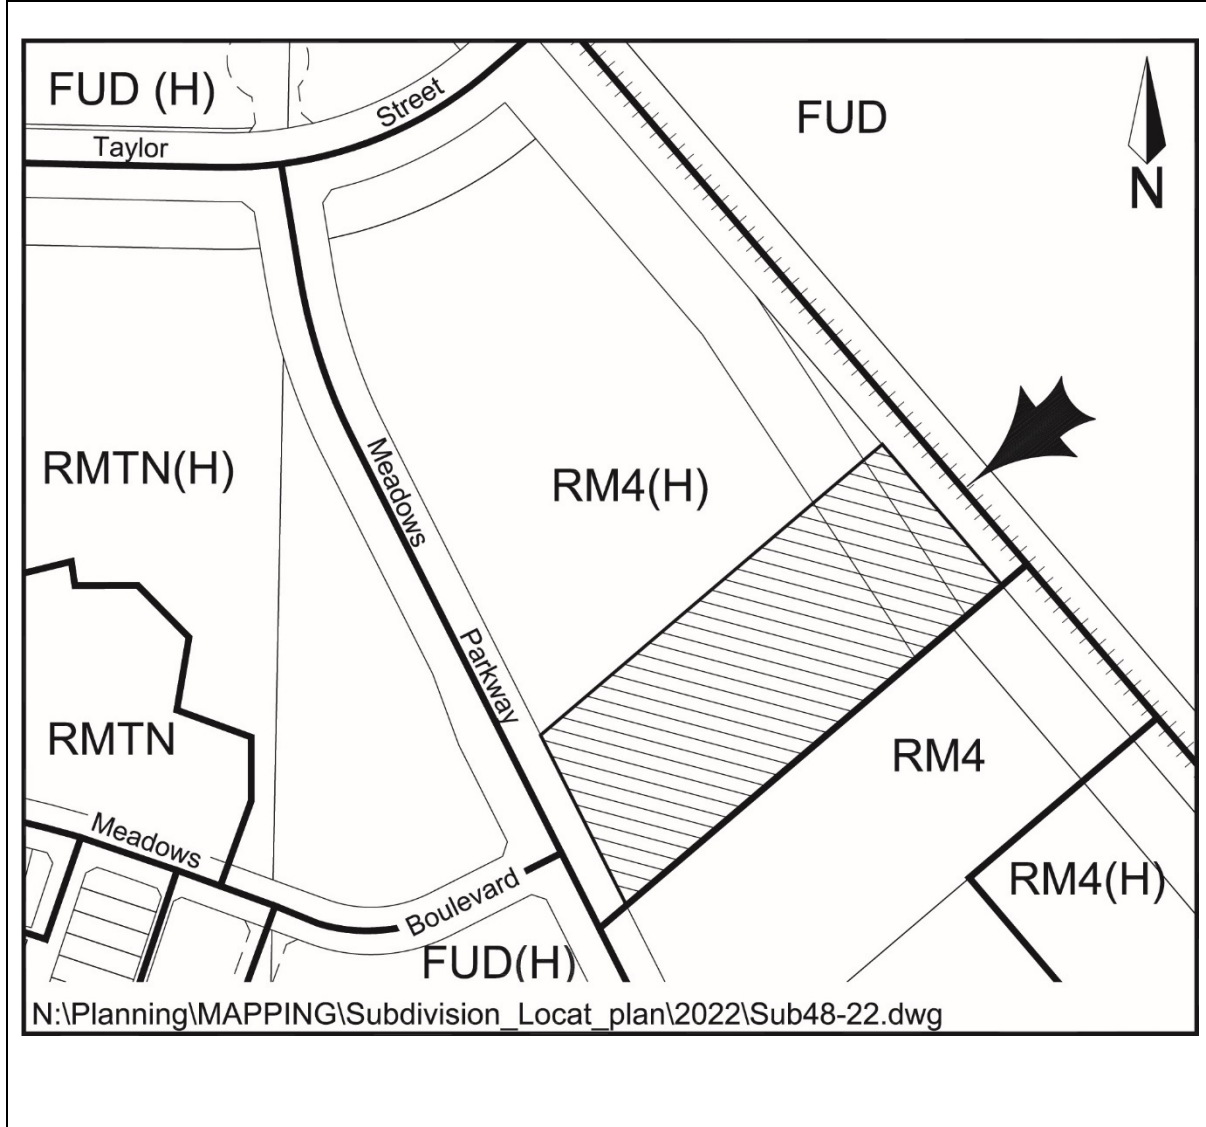 FUD (H)
Taylor
Street
FUD
N
RMTN(H)
Meadows
RM4(H)
Parkway
RMTN
RM4
Meadows
Boulevard
RM4(H)
FUD(H)
N:\Planning\MAPPING\Subdivision_Locat_plan\2022\Sub48-22.dwg